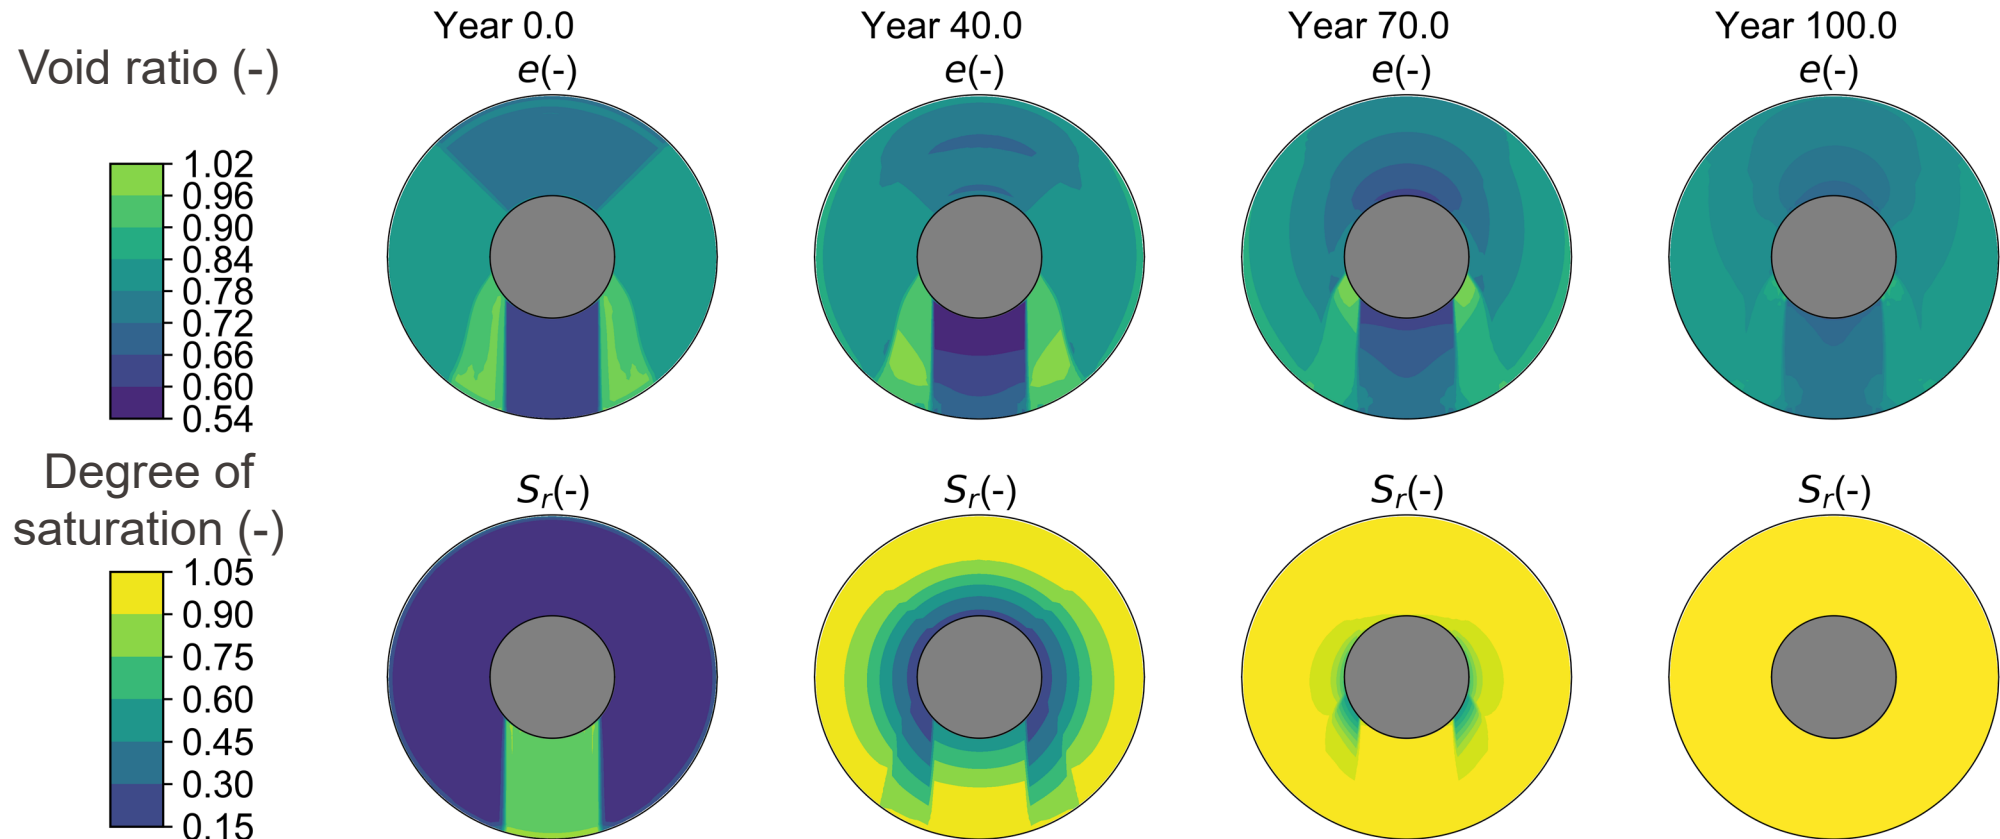 Year 0.0
Year 40.0
Year 70.0
Year 100.0
Void ratio (-)
e(-)
e(-)
e(-)
e(-)
1.02
0.96
0.90
0.84
0.78
0.72
0.66
0.60
0.54
Degree of
saturation (-)
Sr(-)
Sr(-)
Sr(-)
Sr(-)
1.05
0.90
0.75
0.60
0.45
0.30
0.15